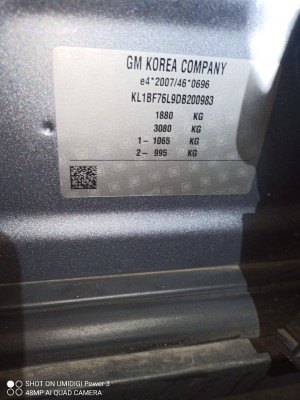 GM KOREA COMPANY
e4*2007/46*0696
KL1BF76L9DB200983
1880 KG
3080 KG
1- 1065 KG
2- 995 KG
SHOT ON UMIDIGI Power 3
48MP AI QUAD CAMERA